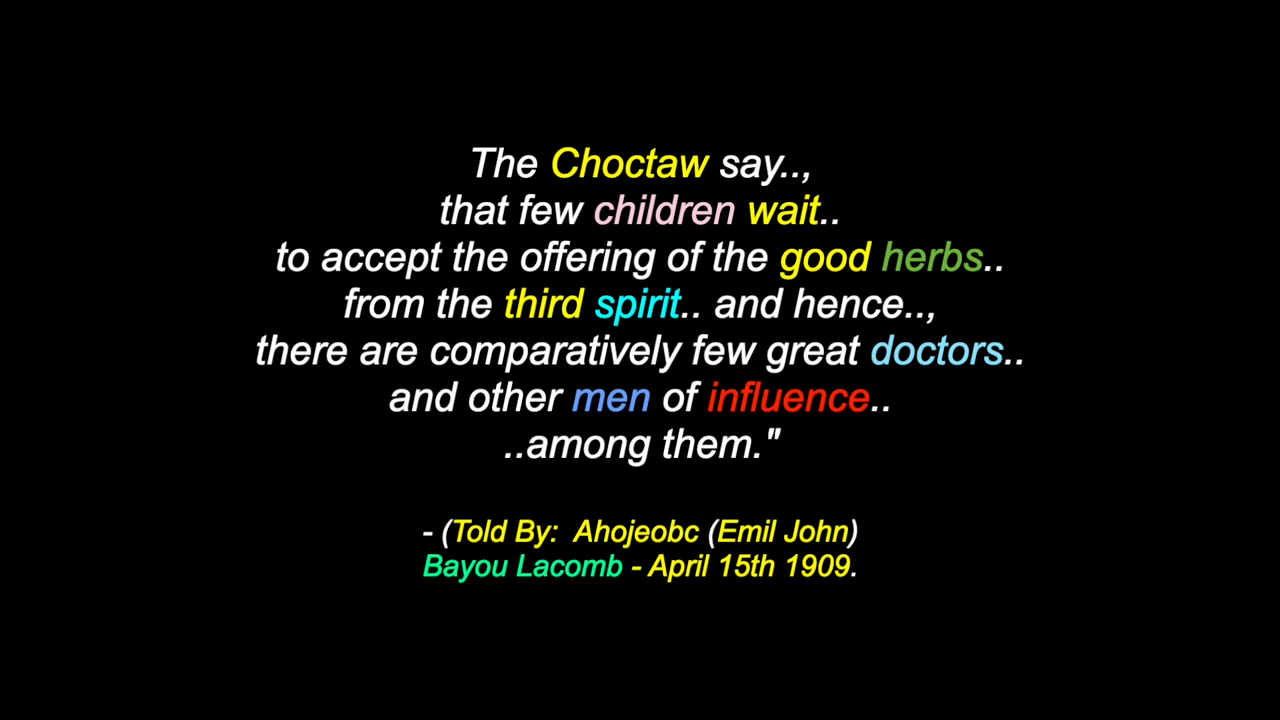 The Choctaw say..,
that few children wait..
to accept the offering of the good herbs..
from the third spirit.. and hence..,
there are comparatively few great doctors..
and other men of influence..
..among them."
- (Told By:  Ahojeobc (Emil John)
Bayou Lacomb - April 15th 1909.